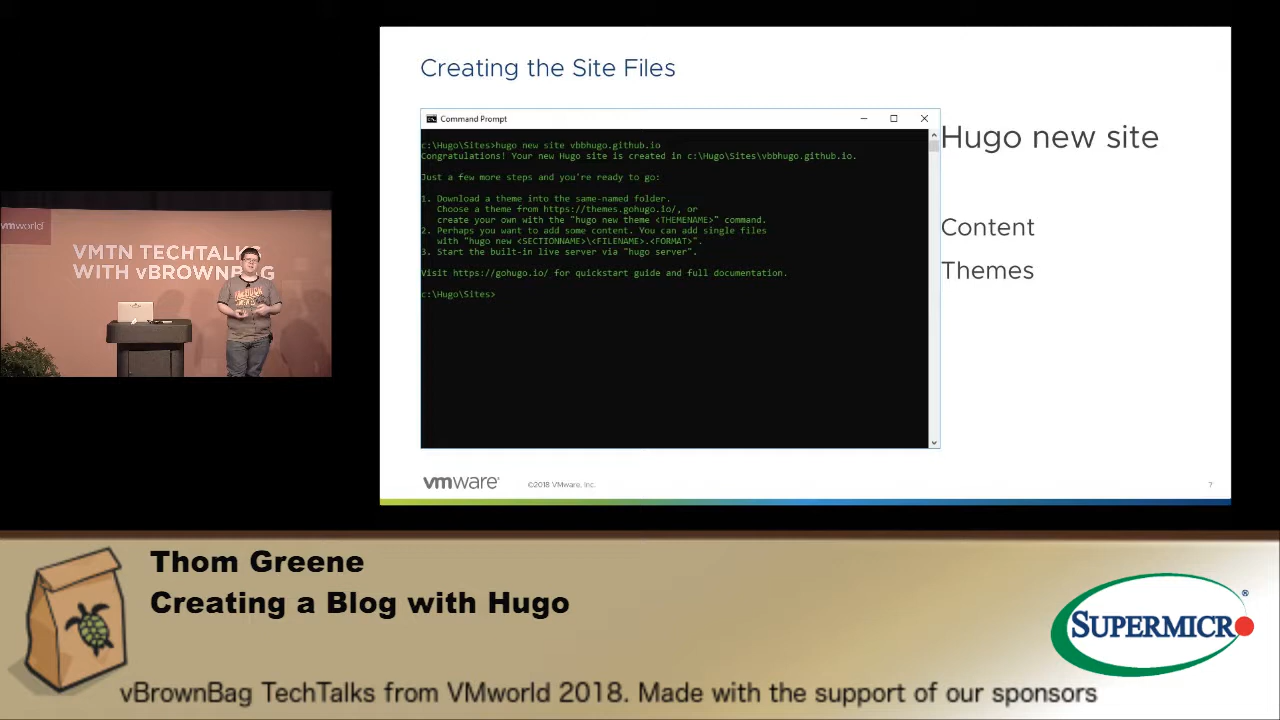 Creating the Site Files
Command Prompt
c:\Hugo\Sites>hugo new site vbbhugo.github.io
Congratulations! Your new Hugo site is created in c:\Hugo\Sites\vbbhugo.github.io.
Just a few more steps and you're ready to go:
1. Download a theme into the same-named folder.
Choose a theme from https://themes.gohugo.io/, or
create your own with the "hugo new theme <THEMENAME>" command.
2. Perhaps you want to add some content. You can add single files
with "hugo new <SECTIONNAME>\<FILENAME>.<FORMAT>".
3. Start the built-in live server via "hugo server".
Visit https://gohugo.io/ for quickstart guide and full documentation.
c:\Hugo\Sites>
Hugo new site
Content
Themes
vmware®
©2018 VMware, Inc.
7
vmworld
VMTN TECHTALKS
WITH vBROWNBAG
Thom Greene
Creating a Blog with Hugo
SUPERMICRO®
vBrownBag TechTalks from VMworld 2018. Made with the support of our sponsors